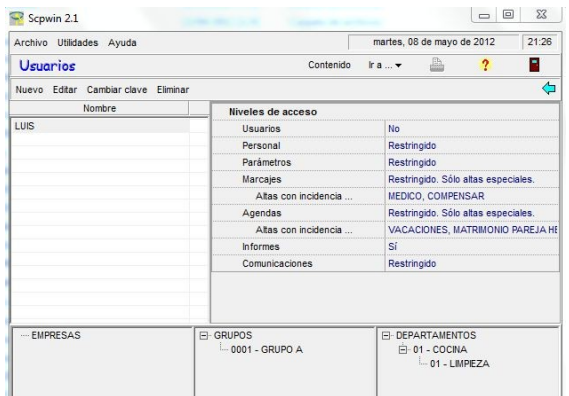 Scpwin 2.1
Archivo Utilidades Ayuda martes, 08 de mayo de 2012 21:26
Usuarios Contenido Ir a ... ?
Nuevo Editar Cambiar clave Eliminar
Nombre
LUIS
Niveles de acceso
Usuarios No
Personal Restringido
Parámetros Restringido
Marcajes Restringido. Sólo altas especiales.
Altas con incidencia ... MEDICO, COMPENSAR
Agendas Restringido. Sólo altas especiales.
Altas con incidencia ... VACACIONES, MATRIMONIO PAREJA HE
Informes Sí
Comunicaciones Restringido
EMPRESAS
GRUPOS
0001 - GRUPO A
DEPARTAMENTOS
01 - COCINA
01 - LIMPIEZA